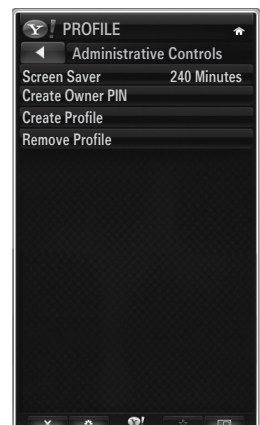 Y! PROFILE
Administrative Controls
Screen Saver 240 Minutes
Create Owner PIN
Create Profile
Remove Profile
Y!